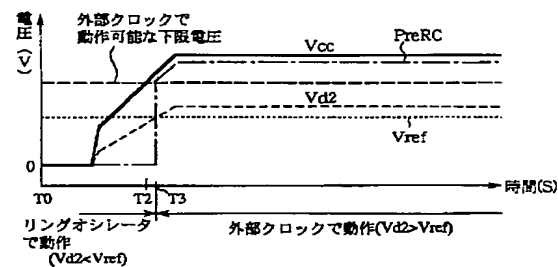 電圧(V)
外部クロックで
動作可能な下限電圧
Vcc
PreRC
Vd2
Vref
0
T0
T2
T3
時間(S)
リングオシレータ
で動作
(Vd2<Vref)
外部クロックで動作(Vd2>Vref)